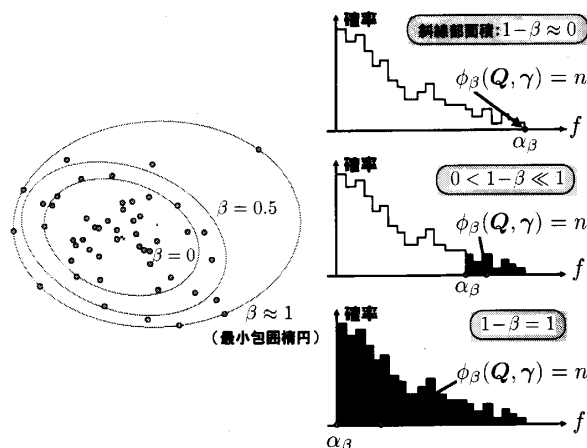 β = 0.5
β = 0
β ≈ 1
(最小包囲楕円)
確率
斜線部面積: 1−β ≈ 0
ϕβ(Q, γ) = n
f
αβ
確率
0 < 1−β ≪ 1
ϕβ(Q, γ) = n
f
αβ
確率
1−β = 1
ϕβ(Q, γ) = n
f
αβ